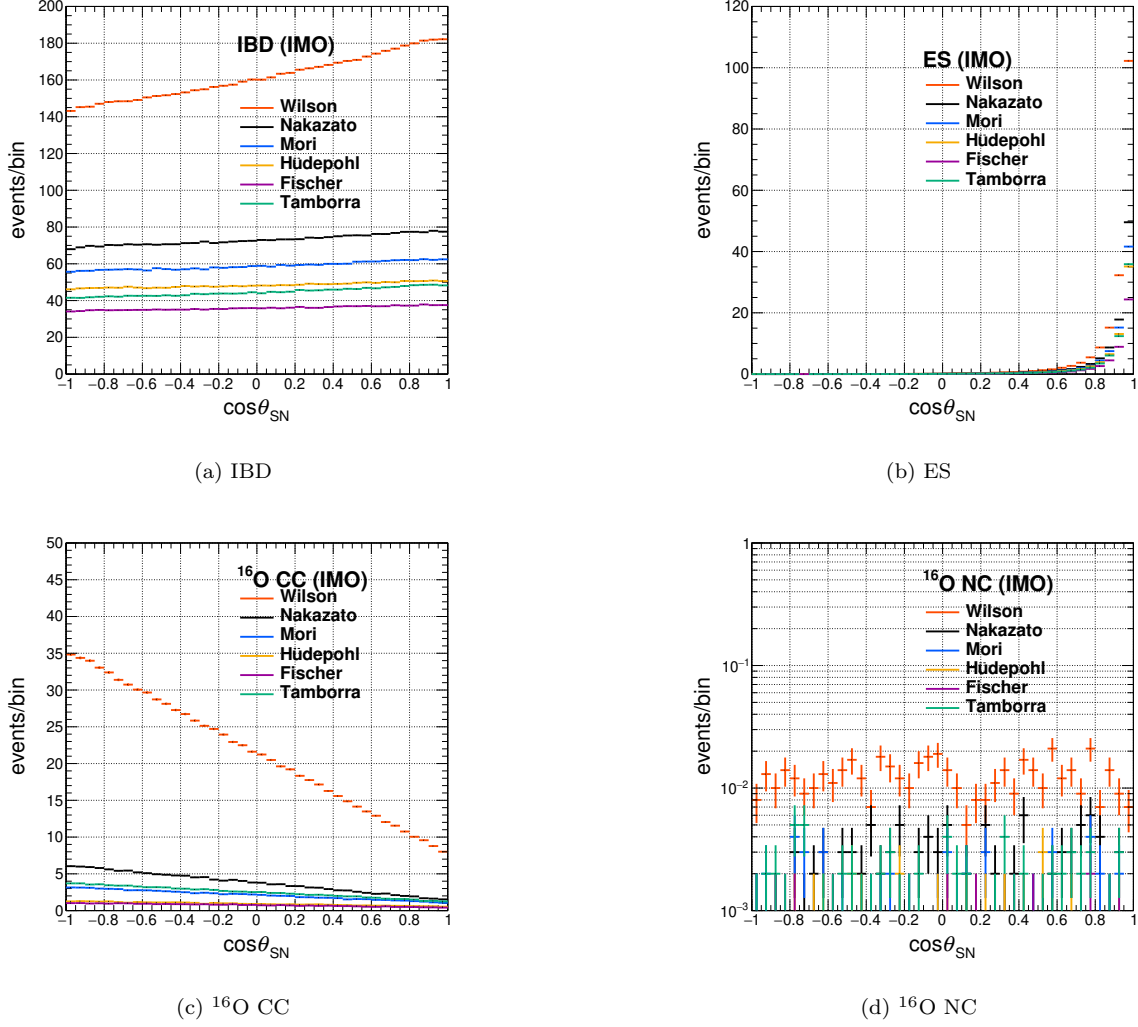 IBD (IMO)
Wilson
Nakazato
Mori
Hüdepohl
Fischer
Tamborra
events/bin
200
180
160
140
120
100
80
60
40
20
0
−1 −0.8 −0.6 −0.4 −0.2 0 0.2 0.4 0.6 0.8 1
cosθSN
(a) IBD
ES (IMO)
Wilson
Nakazato
Mori
Hüdepohl
Fischer
Tamborra
events/bin
120
100
80
60
40
20
0
−1 −0.8 −0.6 −0.4 −0.2 0 0.2 0.4 0.6 0.8 1
cosθSN
(b) ES
16O CC (IMO)
Wilson
Nakazato
Mori
Hüdepohl
Fischer
Tamborra
events/bin
50
45
40
35
30
25
20
15
10
5
0
−1 −0.8 −0.6 −0.4 −0.2 0 0.2 0.4 0.6 0.8 1
cosθSN
(c) 16O CC
16O NC (IMO)
Wilson
Nakazato
Mori
Hüdepohl
Fischer
Tamborra
events/bin
1
10−1
10−2
10−3
−1 −0.8 −0.6 −0.4 −0.2 0 0.2 0.4 0.6 0.8 1
cosθSN
(d) 16O NC